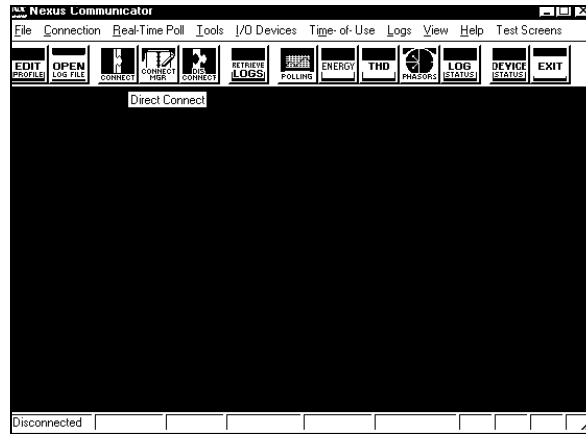 Nexus Communicator
File Connection Real-Time Poll Tools I/O Devices Time-of-Use Logs View Help Test Screens
EDIT PROFILE OPEN LOG FILE CONNECT CONNECT MGR DIS CONNECT RETRIEVE LOGS POLLING ENERGY THD PHASORS LOG STATUS DEVICE STATUS EXIT
Direct Connect
Disconnected